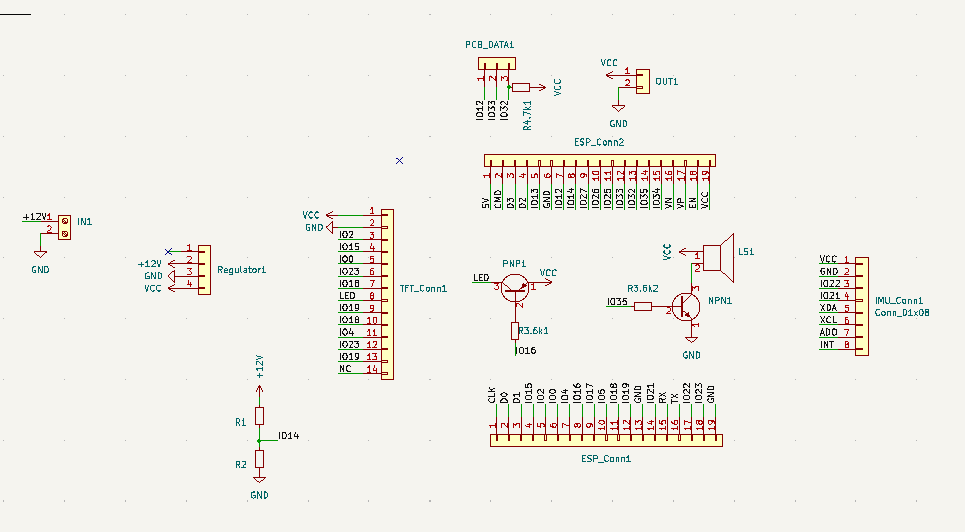 PCB_DATA1
1 2 3
IO12 IO33 IO32
R4.7k1
VCC
VCC 1
2
OUT1
GND
ESP_Conn2
1 2 3 4 5 6 7 8 9 10 11 12 13 14 15 16 17 18 19
5V CMD D3 D2 IO13 GND IO12 IO14 IO27 IO26 IO25 IO33 IO32 IO35 IO34 VN VP EN VCC
+12V 1
2
IN1
GND
1
+12V 2
GND 3
VCC 4
Regulator1
VCC 1
GND 2
IO2 3
IO15 4
IO0 5
IO23 6
IO18 7
LED 8
IO19 9
IO18 10
IO4 11
IO23 12
IO19 13
NC 14
TFT_Conn1
PNP1
LED 3
1 VCC
2
R3.6k1
IO16
VCC
1
2
LS1
R3.6k2
IO35
2
3
NPN1
1
GND
VCC 1
GND 2
IO22 3
IO21 4
XDA 5
XCL 6
ADO 7
INT 8
IMU_Conn1
Conn_01x08
+12V
R1
IO14
R2
GND
CLK D0 D1 IO15 IO2 IO0 IO4 IO16 IO17 IO5 IO18 IO19 GND IO21 RX TX IO22 IO23 GND
1 2 3 4 5 6 7 8 9 10 11 12 13 14 15 16 17 18 19
ESP_Conn1